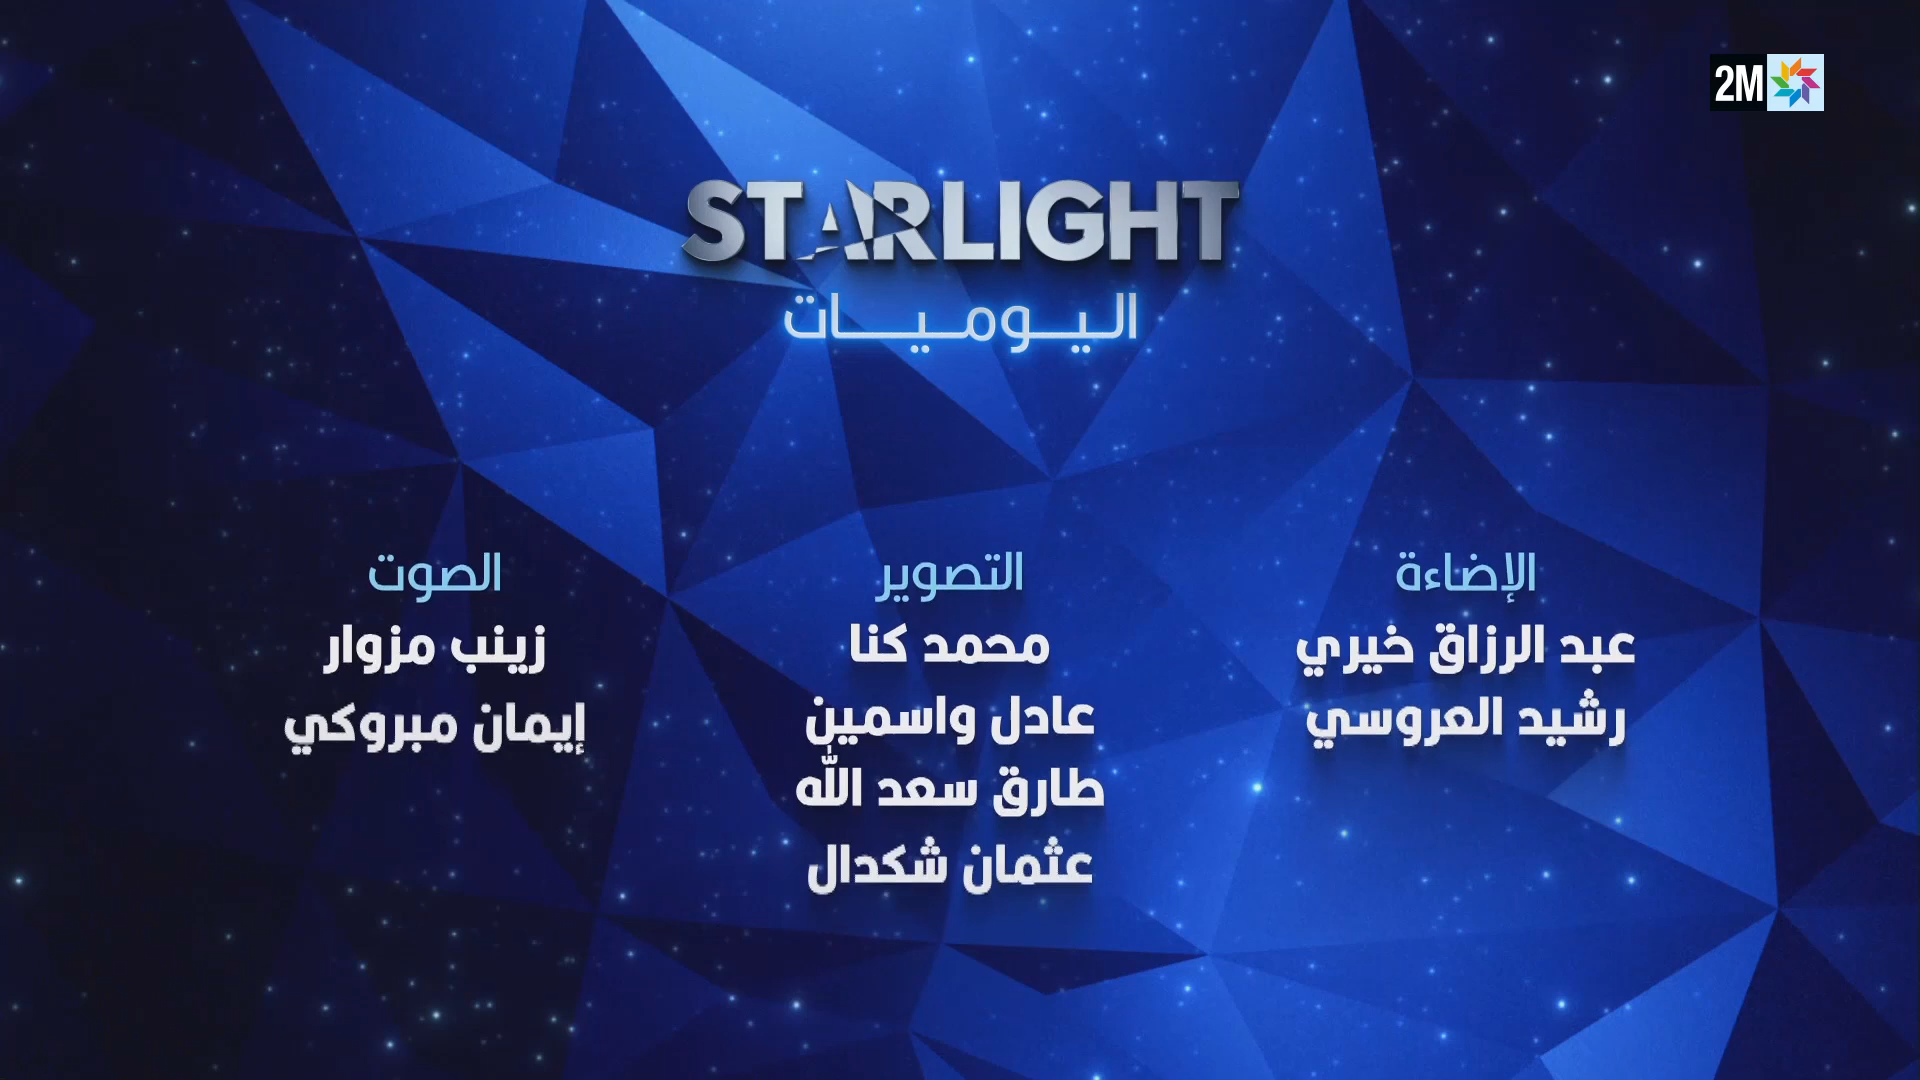 2M
STARLIGHT
اليوميات
الإضاءة
عبد الرزاق خيري
رشيد العروسي
التصوير
محمد كنا
عادل واسمين
طارق سعد الله
عثمان شكدال
الصوت
زينب مزوار
إيمان مبروكي